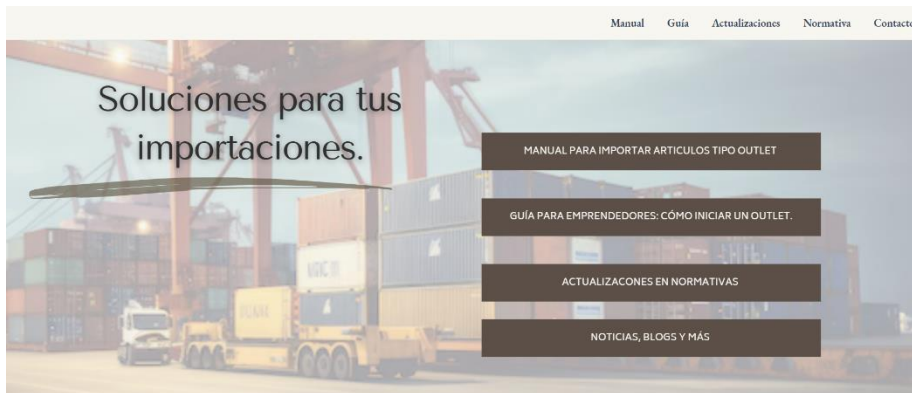 Manual Guía Actualizaciones Normativa Contacto
Soluciones para tus
importaciones.
MANUAL PARA IMPORTAR ARTICULOS TIPO OUTLET
GUÍA PARA EMPRENDEDORES: CÓMO INICIAR UN OUTLET.
ACTUALIZACONES EN NORMATIVAS
NOTICIAS, BLOGS Y MÁS